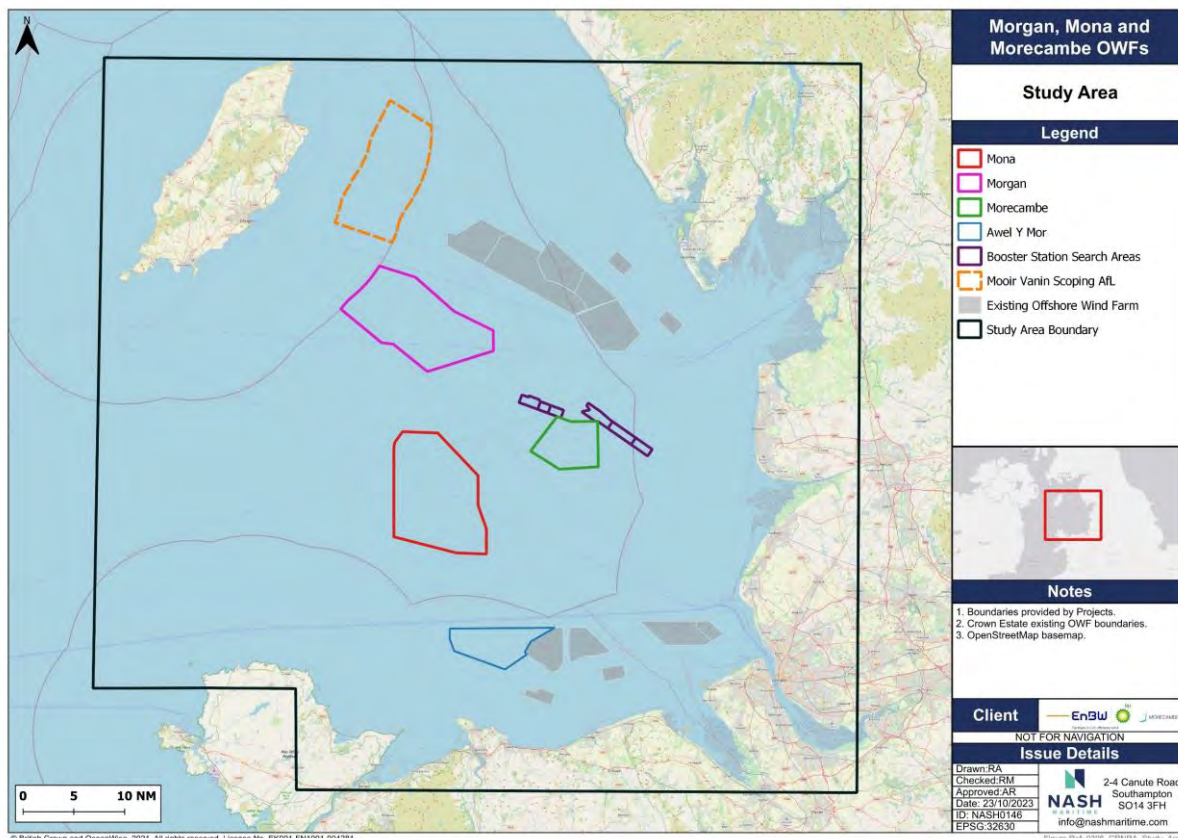 N
Morgan, Mona and
Morecambe OWFs
Study Area
Legend
Mona
Morgan
Morecambe
Awel Y Mor
Booster Station Search Areas
Mooir Vanin Scoping AfL
Existing Offshore Wind Farm
Study Area Boundary
Notes
1. Boundaries provided by Projects.
2. Crown Estate existing OWF boundaries.
3. OpenStreetMap basemap.
Client
EnBW
bp
MORECAMBE
NOT FOR NAVIGATION
Issue Details
Drawn:RA
Checked:RM
Approved:AR
Date: 23/10/2023
ID: NASH0146
EPSG:32630
NASH
MARITIME
2-4 Canute Road
Southampton
SO14 3FH
info@nashmaritime.com
0 5 10 NM